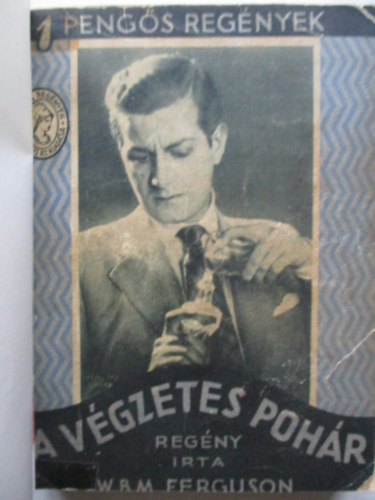 1 PENGŐS REGÉNYEK
A VÉGZETES POHÁR
REGÉNY
IRTA
W.B.M. FERGUSON